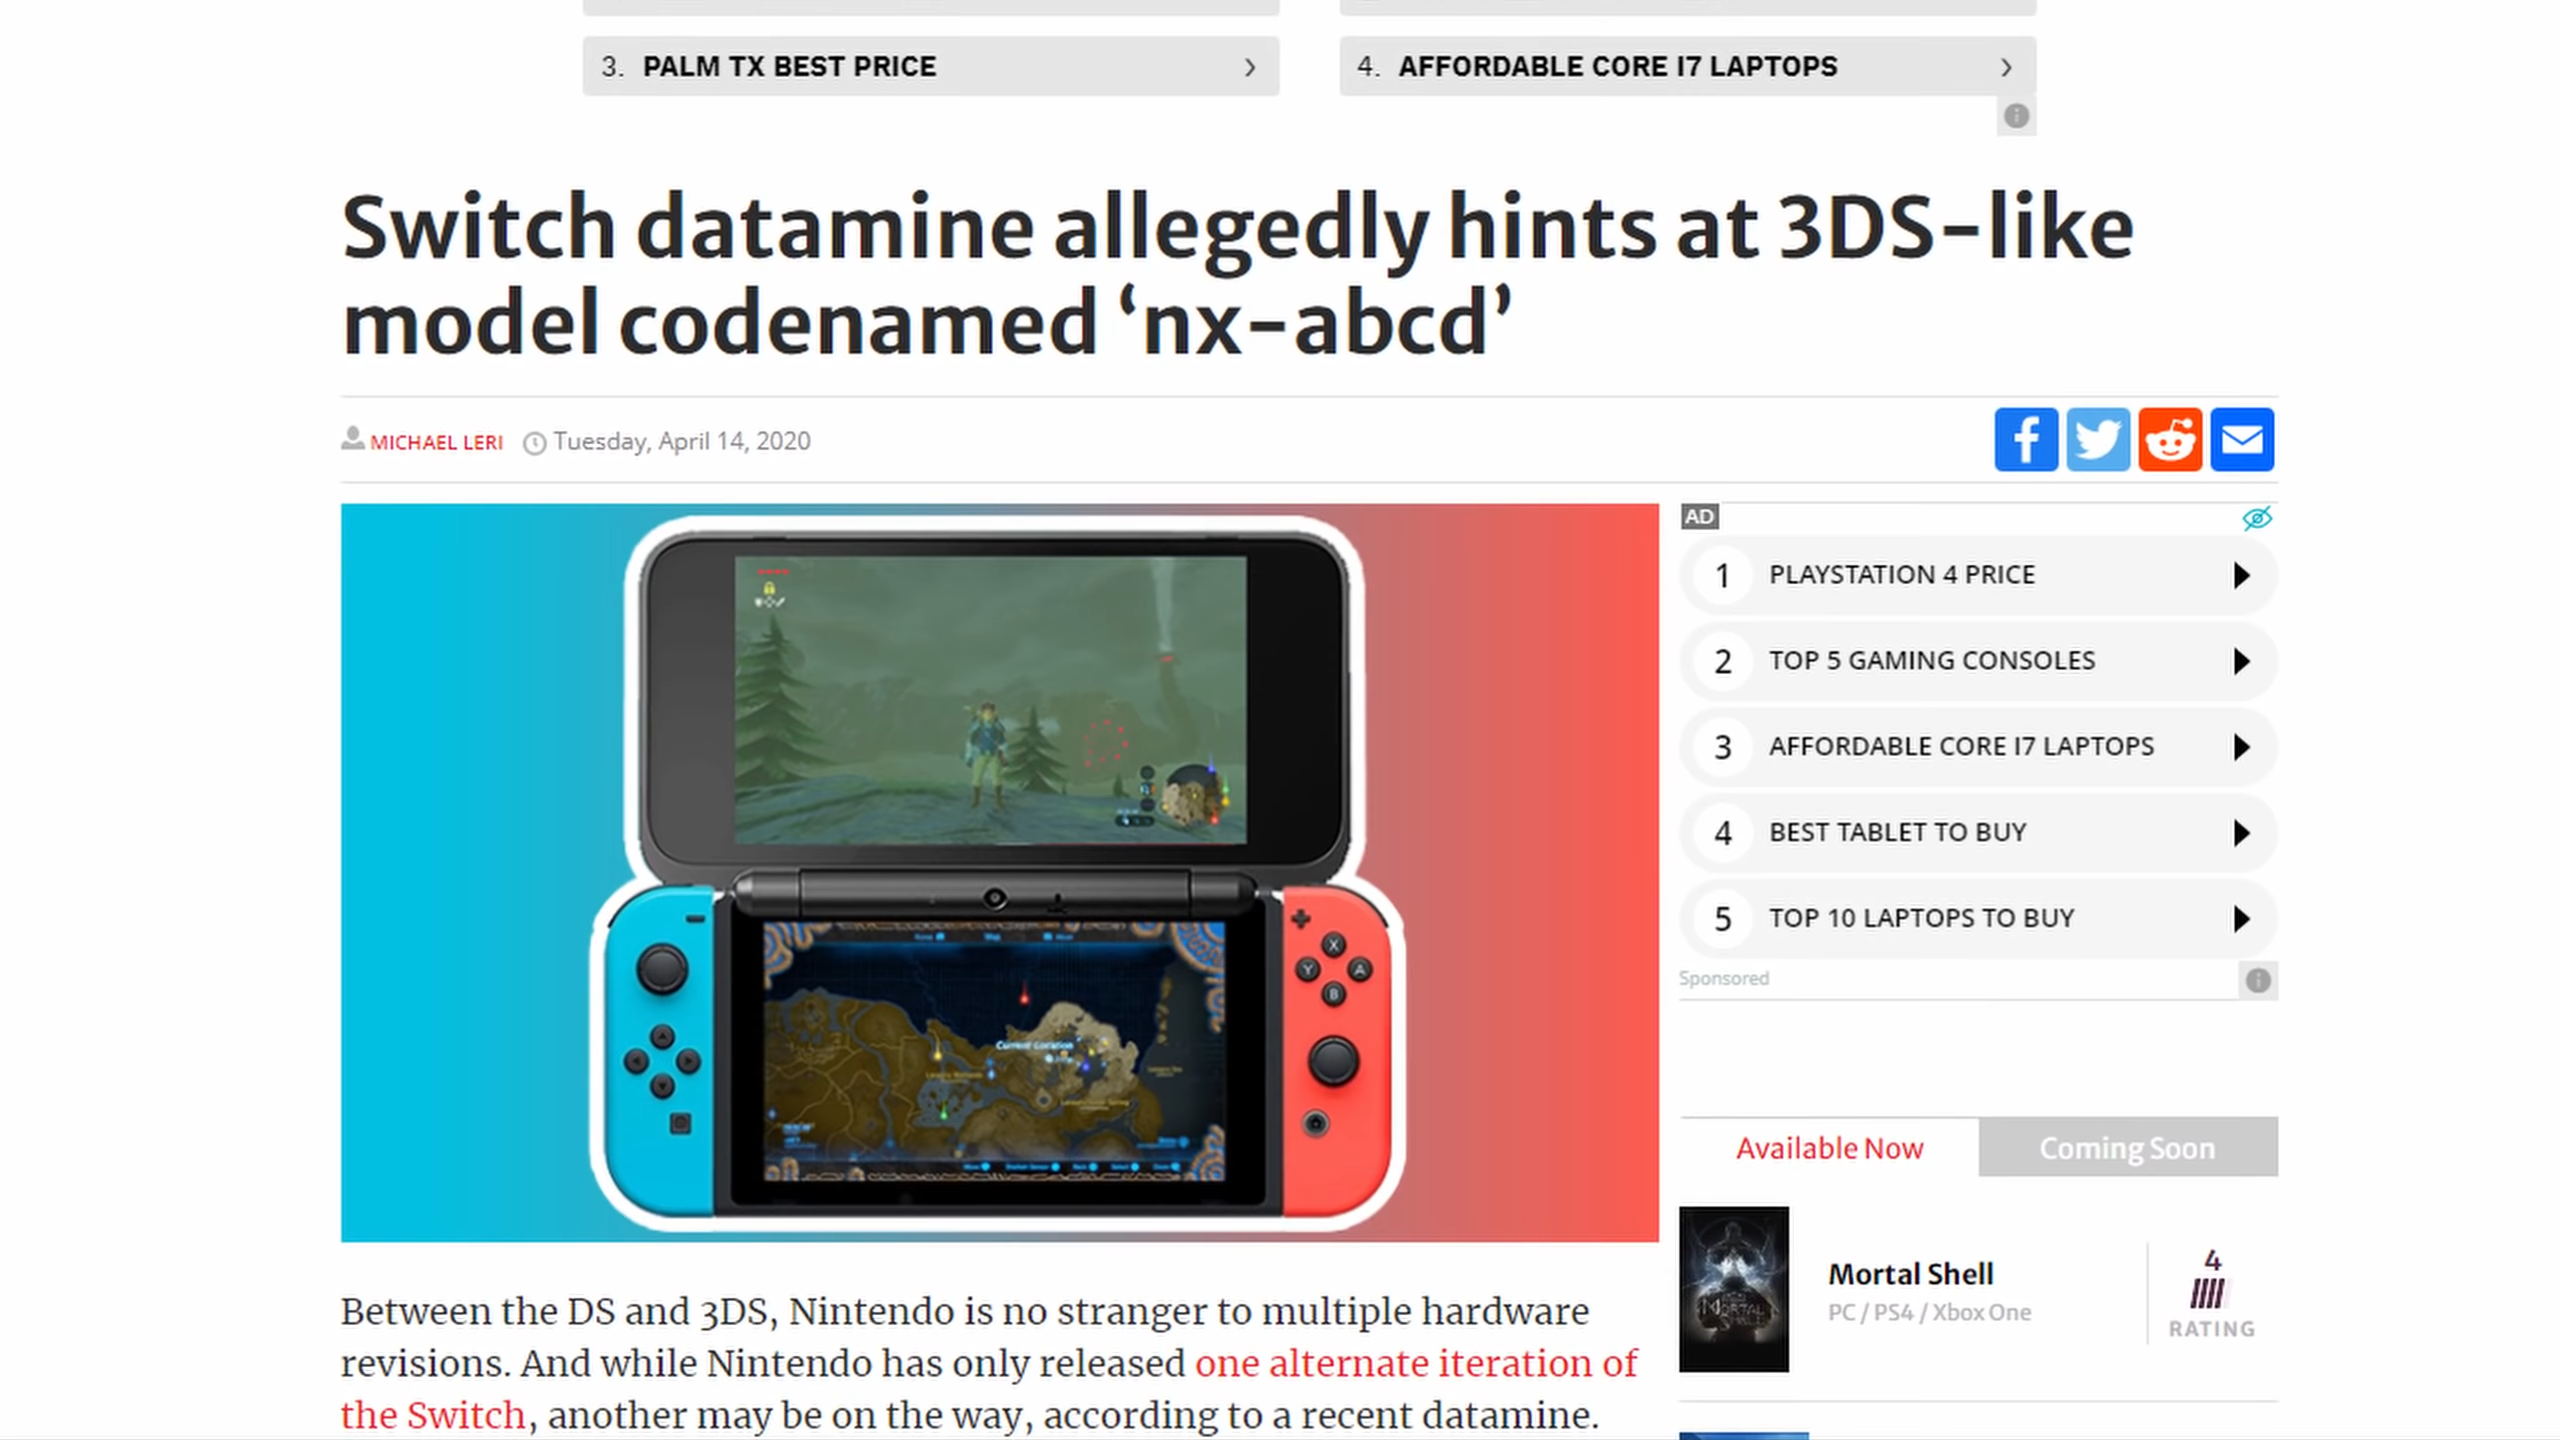 3. PALM TX BEST PRICE
4. AFFORDABLE CORE I7 LAPTOPS
Switch datamine allegedly hints at 3DS-like
model codenamed ‘nx-abcd’
MICHAEL LERI Tuesday, April 14, 2020
AD
1 PLAYSTATION 4 PRICE
2 TOP 5 GAMING CONSOLES
3 AFFORDABLE CORE I7 LAPTOPS
4 BEST TABLET TO BUY
5 TOP 10 LAPTOPS TO BUY
Sponsored
X
Y A
B
Current Location
Available Now
Coming Soon
Mortal Shell
PC / PS4 / Xbox One
4
RATING
MORTAL
SHELL
Between the DS and 3DS, Nintendo is no stranger to multiple hardware
revisions. And while Nintendo has only released one alternate iteration of
the Switch, another may be on the way, according to a recent datamine.